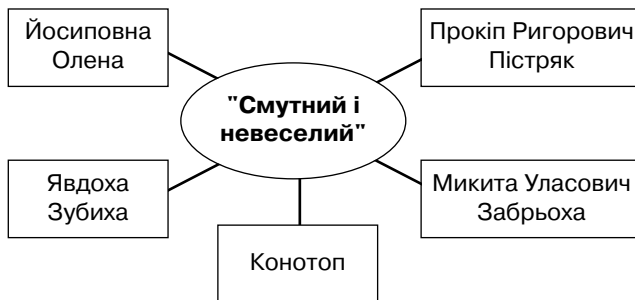 Йосиповна
Олена
Прокіп Ригорович
Пістряк
"Смутний і
невеселий"
Явдоха
Зубиха
Микита Уласович
Забрьоха
Конотоп